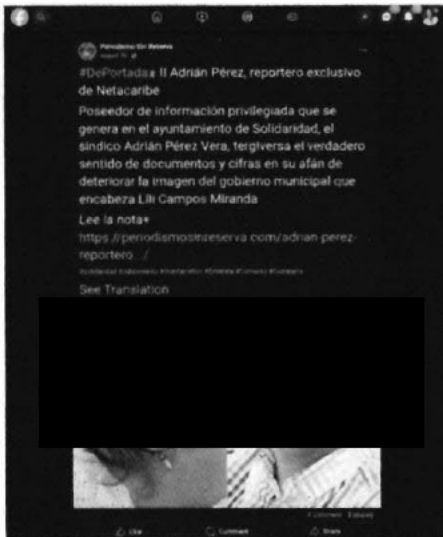 Periodismo Sin Reserva
#DePortada II Adrián Pérez, reportero exclusivo
de Netacaribe
Poseedor de información privilegiada que se
genera en el ayuntamiento de Solidaridad, el
síndico Adrián Pérez Vera, tergiversa el verdadero
sentido de documentos y cifras en su afán de
deteriorar la imagen del gobierno municipal que
encabeza Lili Campos Miranda
Lee la nota
https://periodismosinreserva.com/adrian-perez-
reportero.../
See Translation
Like
Comment
Share